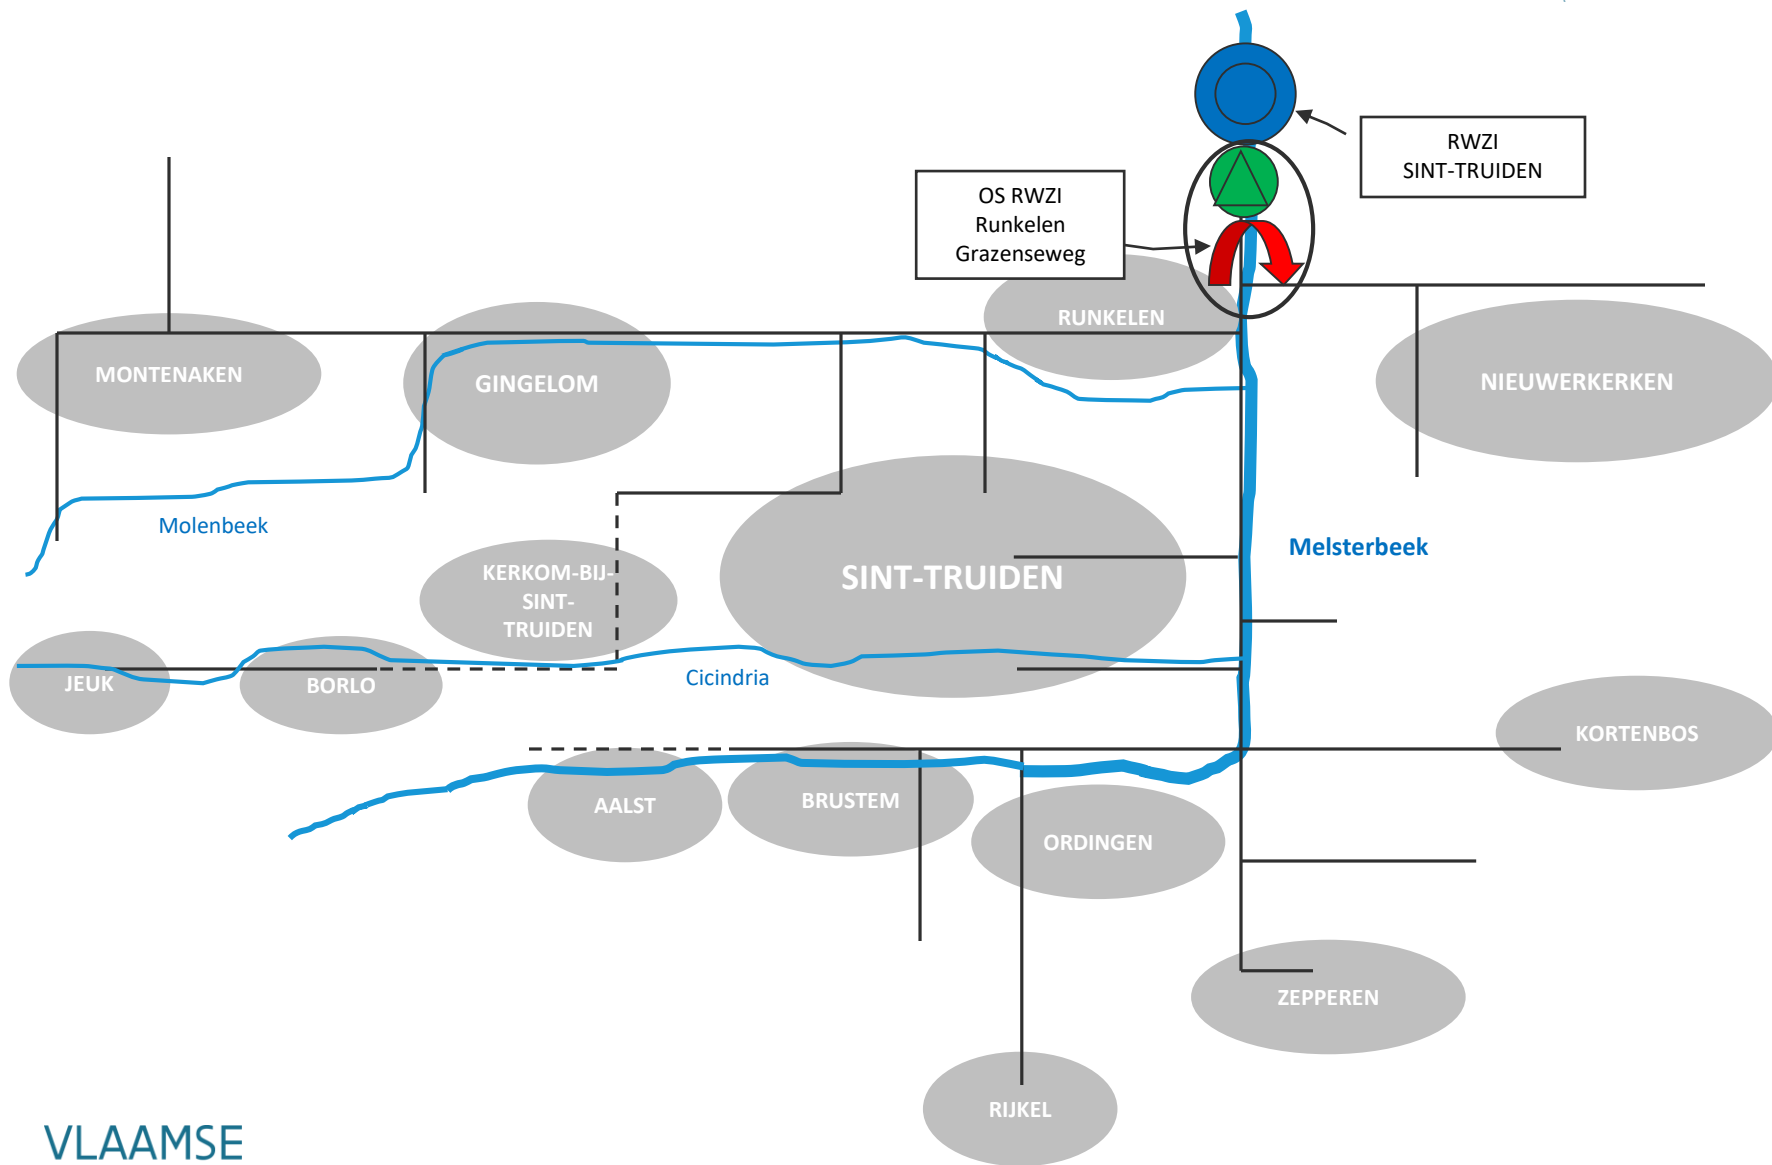 RWZI
SINT-TRUIDEN
OS RWZI
Runkelen
Grazenseweg
RUNKELEN
MONTENAKEN
GINGELOM
NIEUWERKERKEN
Molenbeek
Melsterbeek
KERKOM-BIJ-
SINT-
TRUIDEN
SINT-TRUIDEN
JEUK
BORLO
Cicindria
KORTENBOS
AALST
BRUSTEM
ORDINGEN
ZEPPEREN
RIJKEL
VLAAMSE